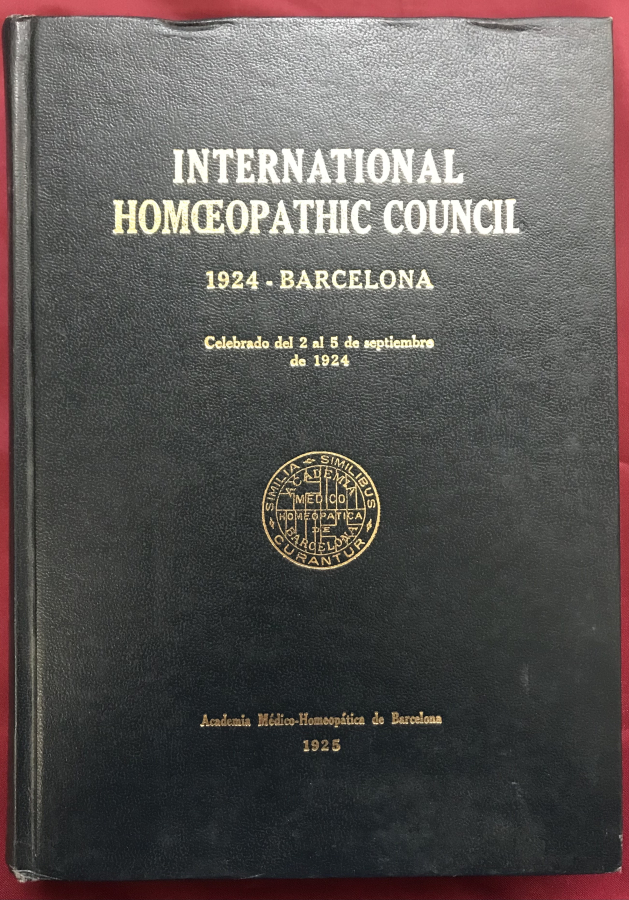 INTERNATIONAL
HOMŒOPATHIC COUNCIL
1924 - BARCELONA
Celebrado del 2 al 5 de septiembre
de 1924
SIMILIA SIMILIBUS
CURANTUR
ACADEMIA
MEDICO
HOMEOPATICA
DE
BARCELONA
Academia Médico-Homeopática de Barcelona
1925